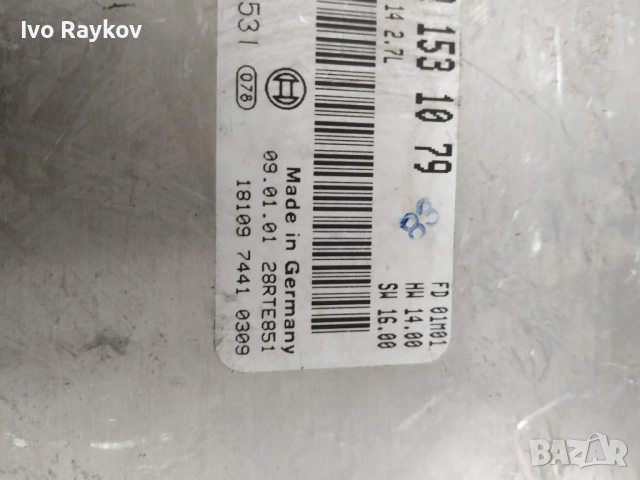 Ivo Raykov
153 10 79
14 2.7L
FD 01M01
HW 14.00
SW 16.00
531
078
Made in Germany
09.01.01 28RTE851
18109 7441 0309
BAZAR